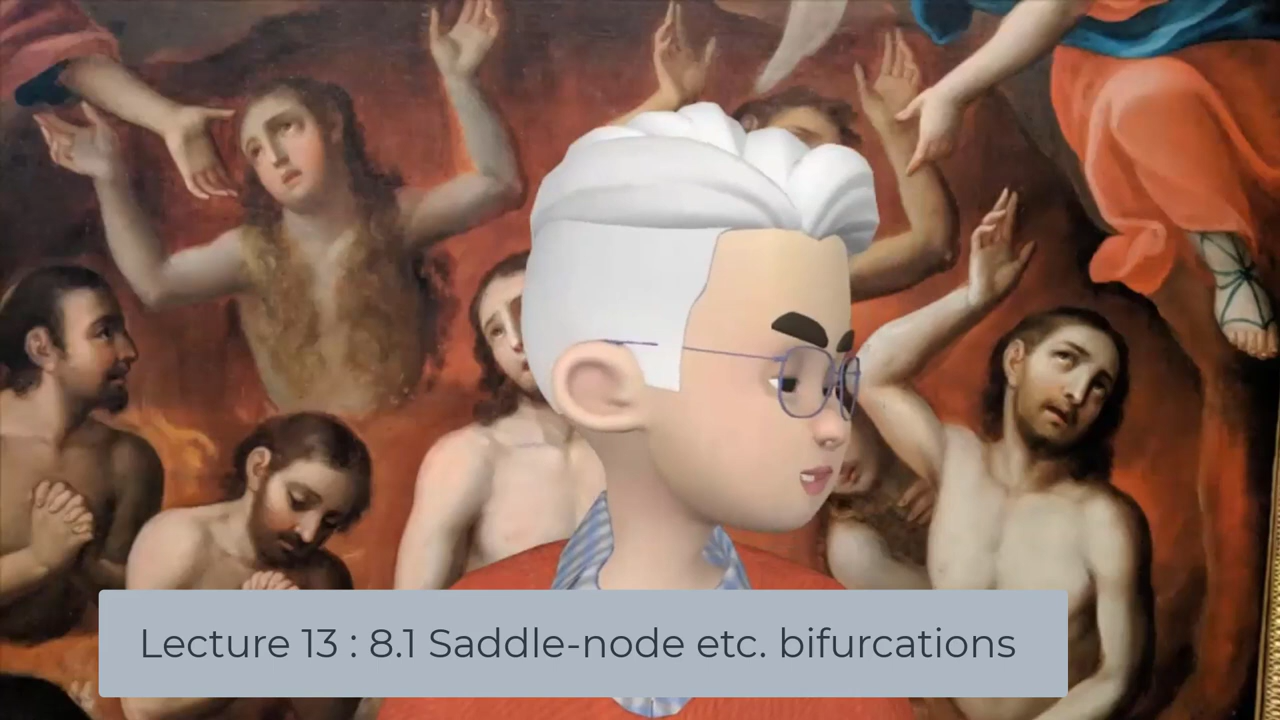 Lecture 13 : 8.1 Saddle-node etc. bifurcations